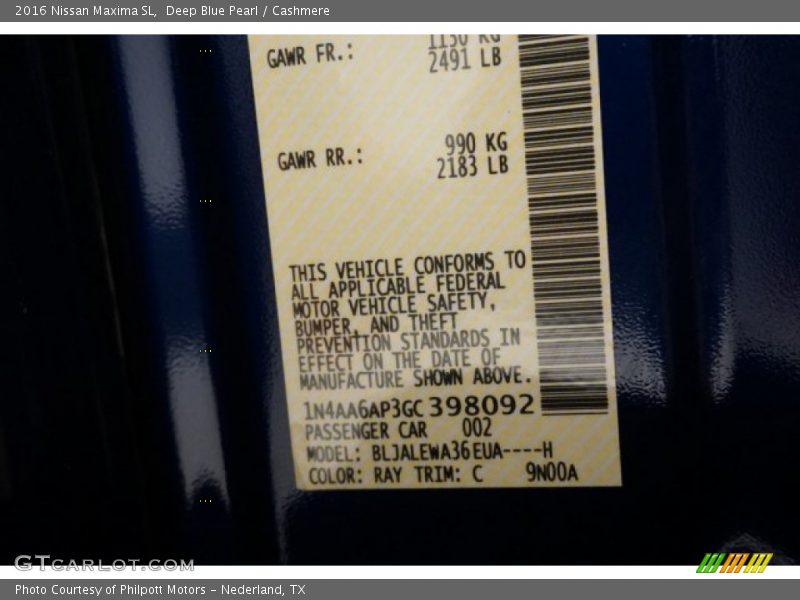 2016 Nissan Maxima SL,  Deep Blue Pearl / Cashmere
GAWR FR.: 1130 KG
2491 LB
GAWR RR.: 990 KG
2183 LB
THIS VEHICLE CONFORMS TO
ALL APPLICABLE FEDERAL
MOTOR VEHICLE SAFETY,
BUMPER, AND THEFT
PREVENTION STANDARDS IN
EFFECT ON THE DATE OF
MANUFACTURE SHOWN ABOVE.
1N4AA6AP3GC398092
PASSENGER CAR 002
MODEL: BLJALEWA36EUA----H
COLOR: RAY TRIM: C 9N00A
GTCARLOT.COM
Photo Courtesy of Philpott Motors - Nederland, TX